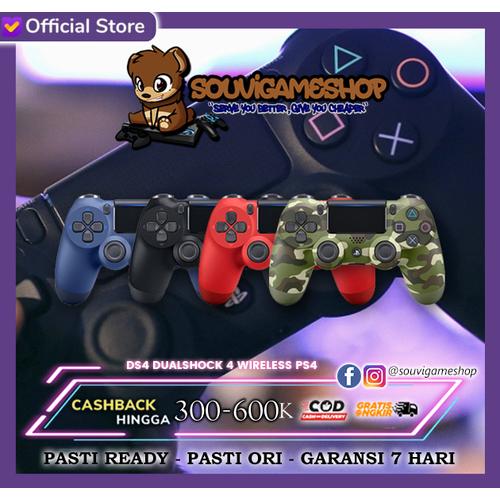 Official Store
SOUVIGAMESHOP
"SERVE YOU BETTER, GIVE YOU CHEAPER"
DS4 DUALSHOCK 4 WIRELESS PS4
@souvigameshop
CASHBACK
HINGGA
300-600K
COD
CASH ON DELIVERY
GRATIS
ONGKIR
PASTI READY - PASTI ORI - GARANSI 7 HARI